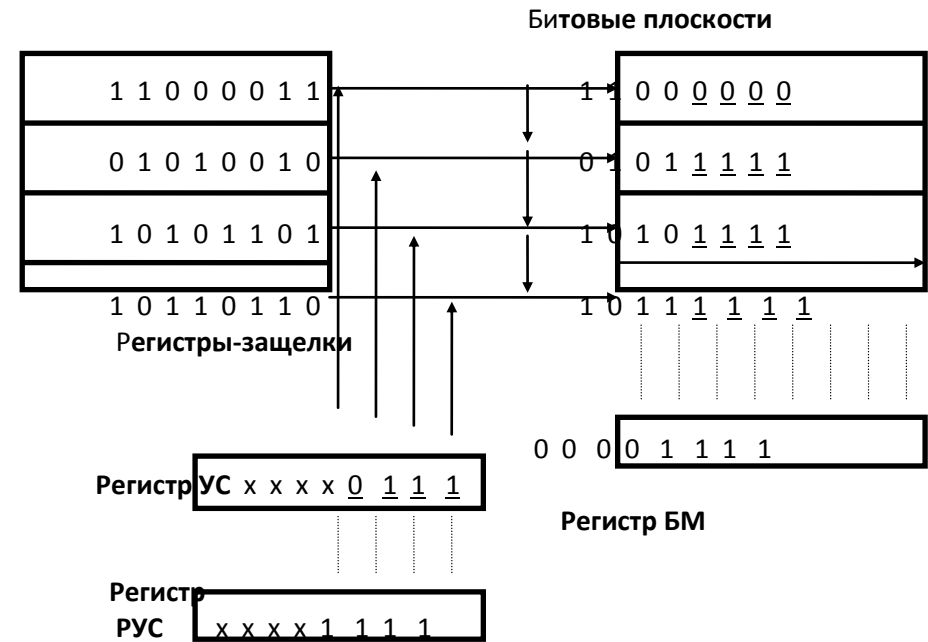 Битовые плоскости
1 1 0 0 0 0 1 1 1 1 0 0 0 0 0 0
0 1 0 1 0 0 1 0 0 1 0 1 1 1 1 1
1 0 1 0 1 1 0 1 1 0 1 0 1 1 1 1
1 0 1 1 0 1 1 0 1 0 1 1 1 1 1 1
Регистры-защелки
0 0 0 0 1 1 1 1
Регистр УС x x x x 0 1 1 1
Регистр БМ
Регистр
РУС x x x x 1 1 1 1